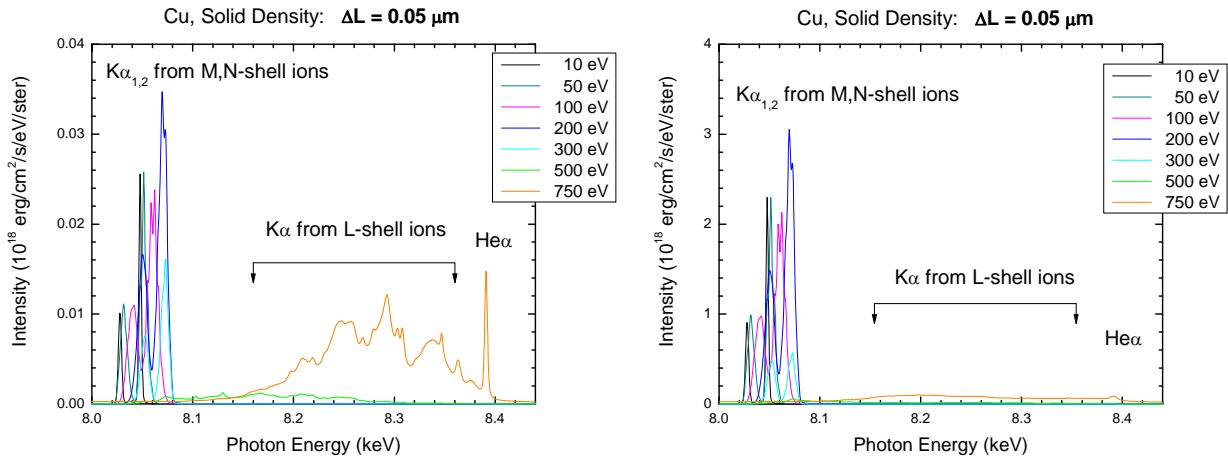 Cu, Solid Density: ΔL = 0.05 μm
0.04
0.03
0.02
0.01
0.00
Intensity (10^18 erg/cm^2/s/eV/ster)
Kα1,2 from M,N-shell ions
10 eV
50 eV
100 eV
200 eV
300 eV
500 eV
750 eV
Kα from L-shell ions
Heα
8.0 8.1 8.2 8.3 8.4
Photon Energy (keV)
Cu, Solid Density: ΔL = 0.05 μm
4
3
2
1
0
Intensity (10^18 erg/cm^2/s/eV/ster)
Kα1,2 from M,N-shell ions
10 eV
50 eV
100 eV
200 eV
300 eV
500 eV
750 eV
Kα from L-shell ions
Heα
8.0 8.1 8.2 8.3 8.4
Photon Energy (keV)